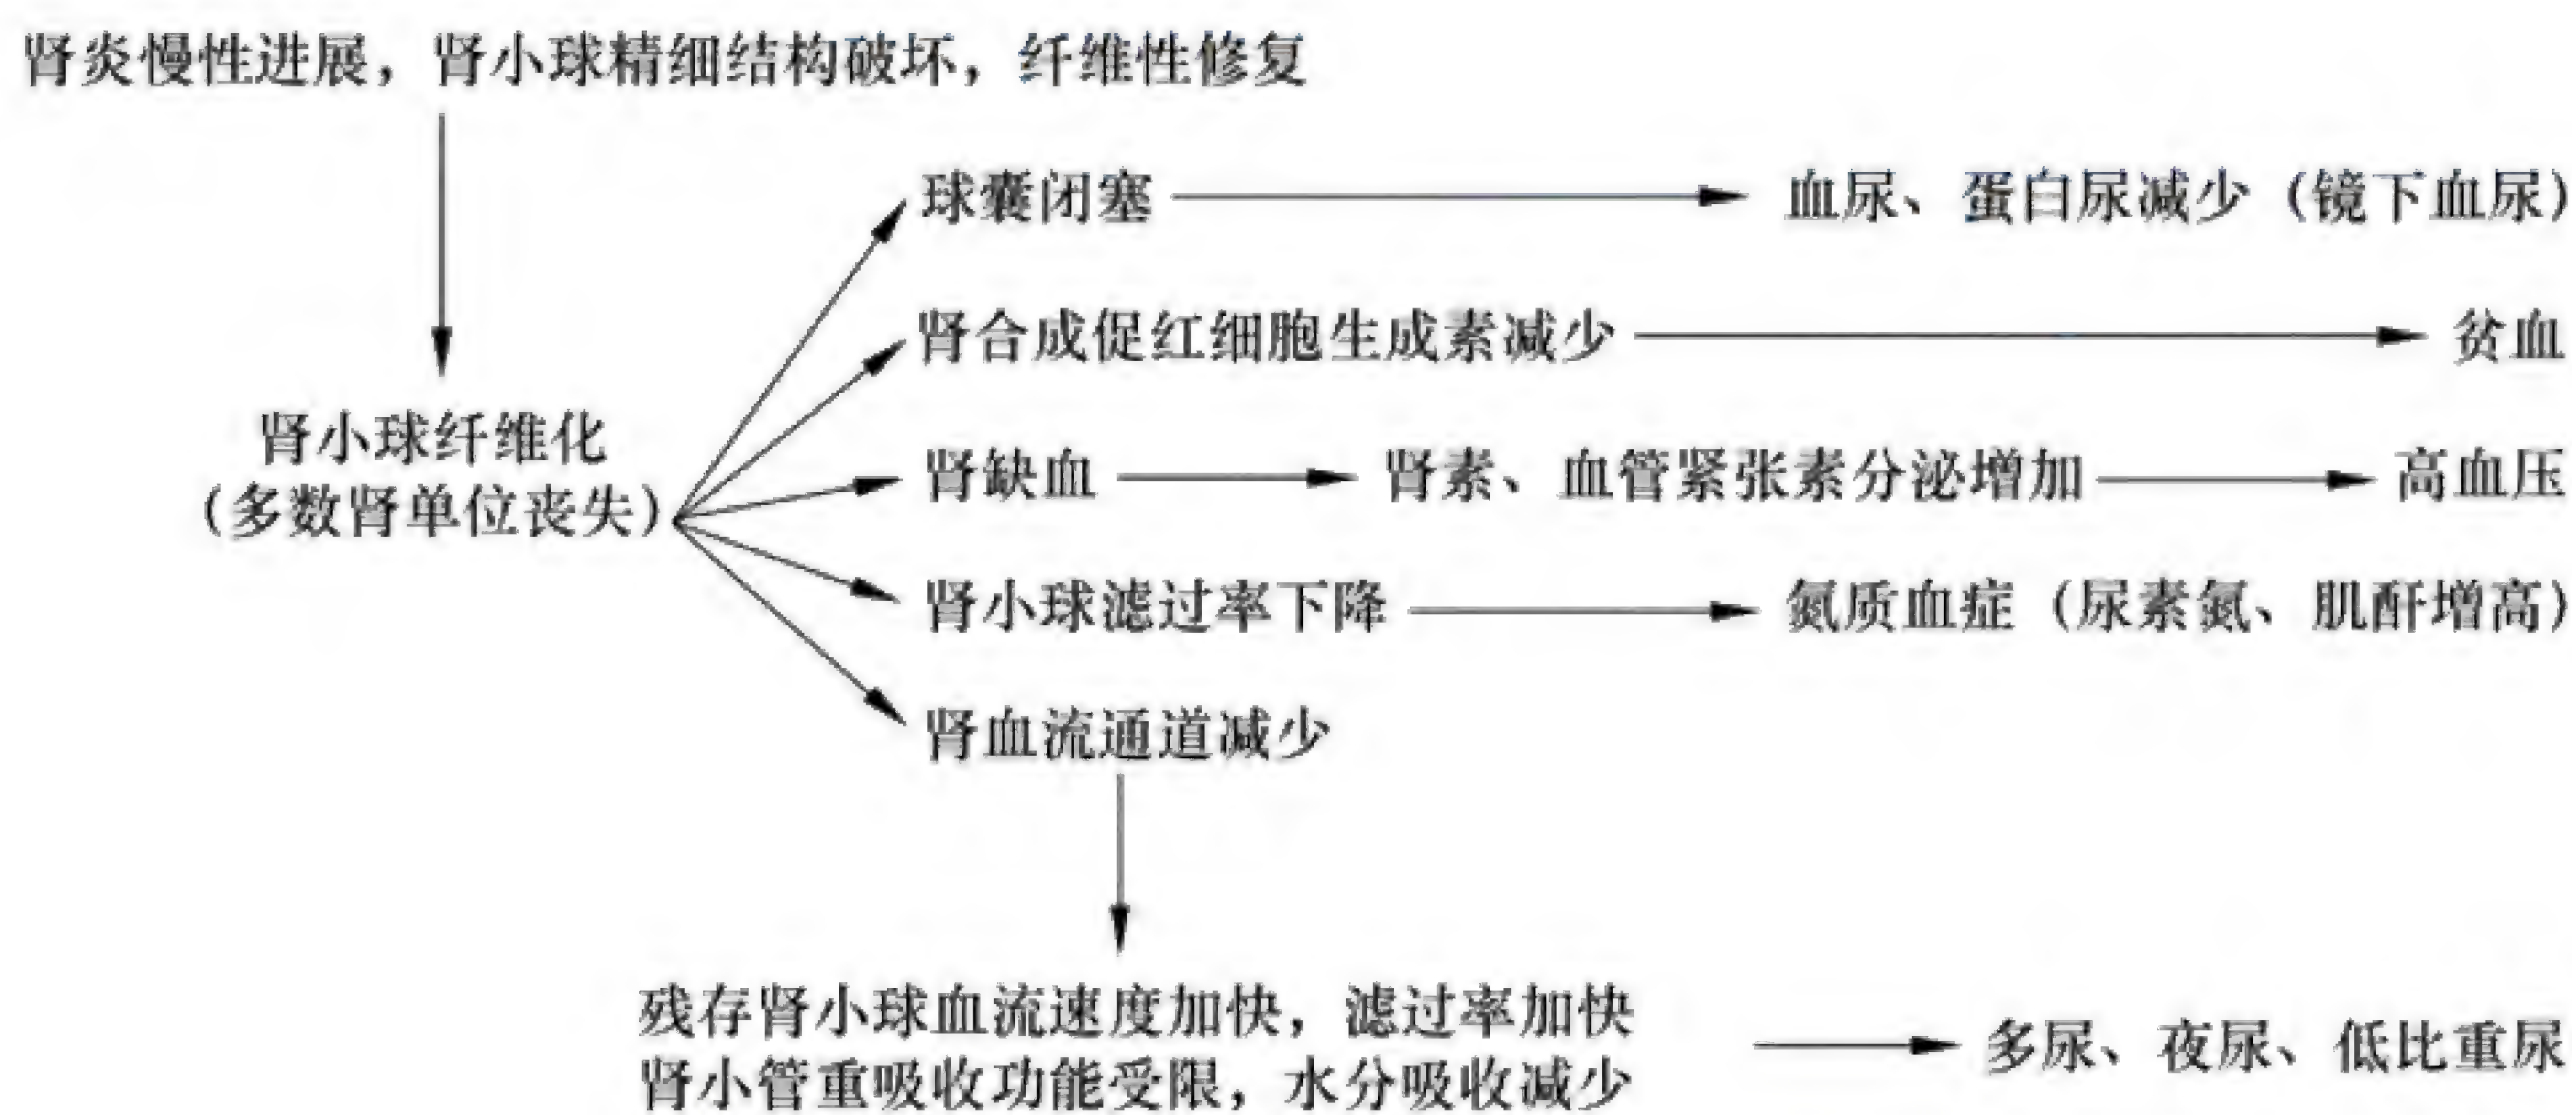 肾炎慢性进展，肾小球精细结构破坏，纤维性修复
球囊闭塞
血尿、蛋白尿减少（镜下血尿）
肾合成促红细胞生成素减少
贫血
肾小球纤维化
（多数肾单位丧失）
肾缺血
肾素、血管紧张素分泌增加
高血压
肾小球滤过率下降
氮质血症（尿素氮、肌酐增高）
肾血流通道减少
残存肾小球血流速度加快，滤过率加快
肾小管重吸收功能受限，水分吸收减少
多尿、夜尿、低比重尿